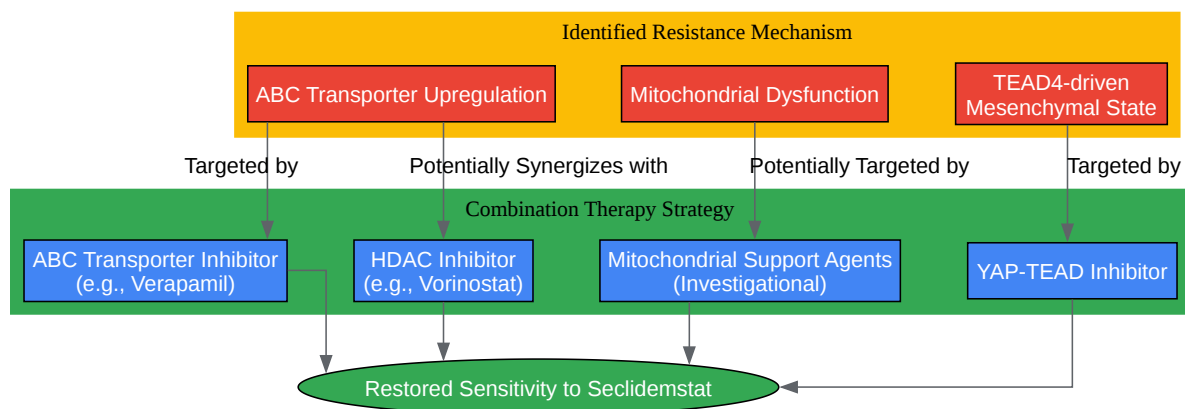 Identified Resistance Mechanism
ABC Transporter Upregulation
Mitochondrial Dysfunction
TEAD4-driven
Mesenchymal State
Targeted by
Potentially Synergizes with
Potentially Targeted by
Targeted by
Combination Therapy Strategy
ABC Transporter Inhibitor
(e.g., Verapamil)
HDAC Inhibitor
(e.g., Vorinostat)
Mitochondrial Support Agents
(Investigational)
YAP-TEAD Inhibitor
Restored Sensitivity to Seclidemstat